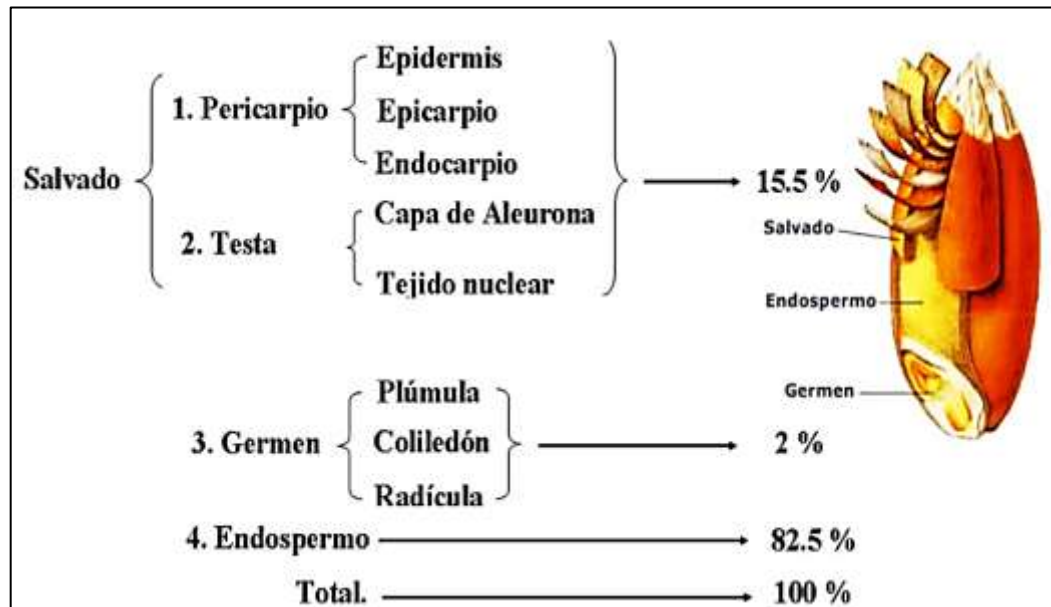 Epidermis
1. Pericarpio
Epicarpio
Endocarpio
Salvado
15.5 %
Capa de Aleurona
2. Testa
Tejido nuclear
Salvado
Endospermo
Germen
Plúmula
3. Germen
Coliledón
2 %
Radícula
4. Endospermo
82.5 %
Total.
100 %